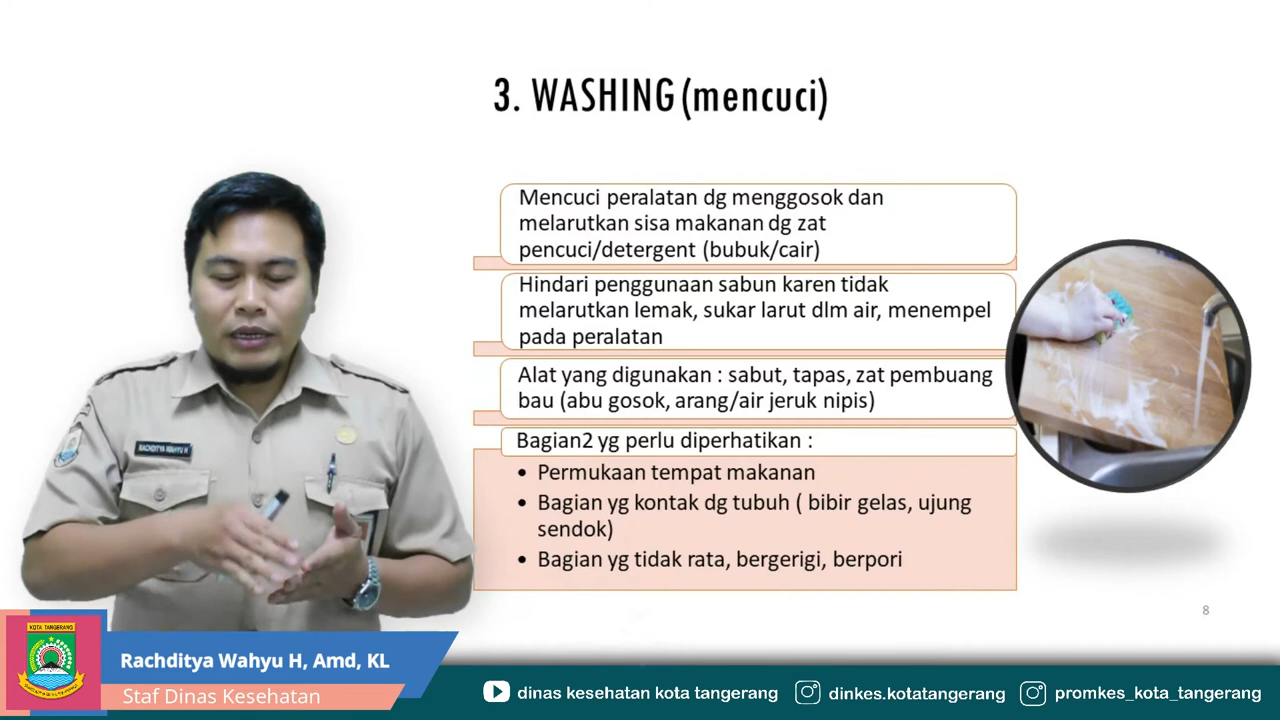 3. WASHING (mencuci)
Mencuci peralatan dg menggosok dan
melarutkan sisa makanan dg zat
pencuci/detergent (bubuk/cair)
Hindari penggunaan sabun karen tidak
melarutkan lemak, sukar larut dlm air, menempel
pada peralatan
Alat yang digunakan : sabut, tapas, zat pembuang
bau (abu gosok, arang/air jeruk nipis)
Bagian2 yg perlu diperhatikan :
• Permukaan tempat makanan
• Bagian yg kontak dg tubuh ( bibir gelas, ujung
sendok)
• Bagian yg tidak rata, bergerigi, berpori
8
RACHDITYA WAHYU H
KOTA TANGERANG
Rachditya Wahyu H, Amd, KL
Staf Dinas Kesehatan
dinas kesehatan kota tangerang
dinkes.kotatangerang
promkes_kota_tangerang